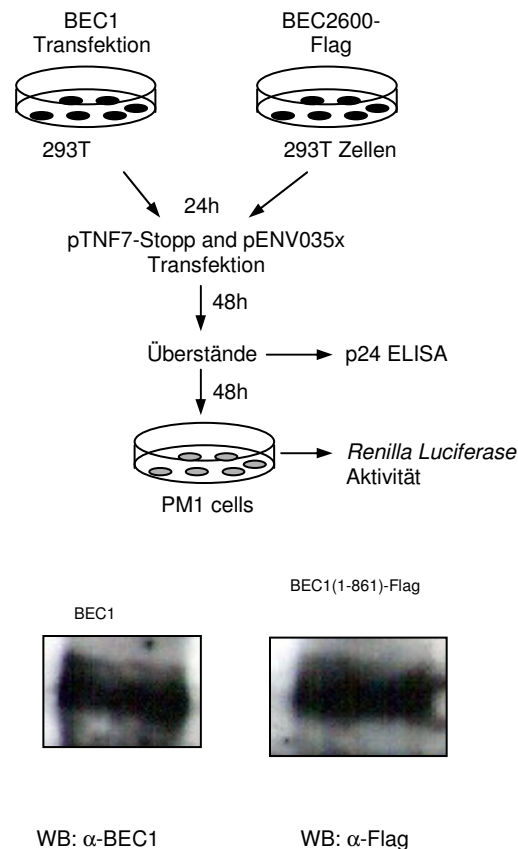 BEC1
Transfektion
BEC2600-
Flag
293T
293T Zellen
24h
pTNF7-Stopp and pENV035x
Transfektion
48h
Überstände
p24 ELISA
48h
Renilla Luciferase
Aktivität
PM1 cells
BEC1
BEC1(1-861)-Flag
WB: α-BEC1
WB: α-Flag